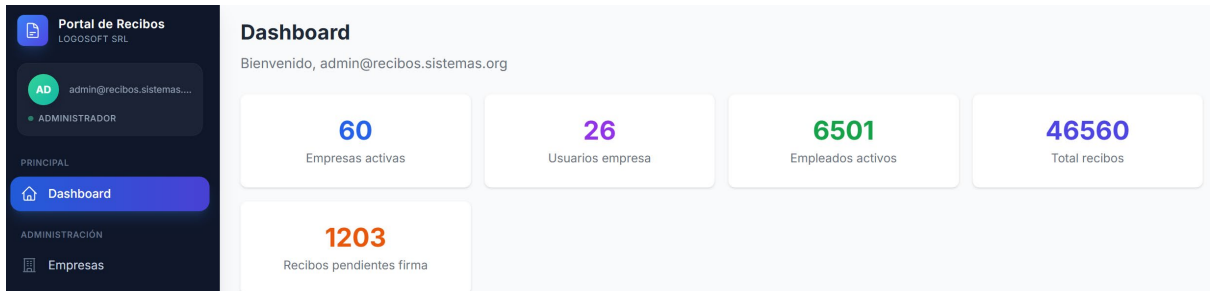 Portal de Recibos
LOGOSOFT SRL
AD
admin@recibos.sistemas....
ADMINISTRADOR
PRINCIPAL
Dashboard
ADMINISTRACIÓN
Empresas
Dashboard
Bienvenido, admin@recibos.sistemas.org
60
Empresas activas
26
Usuarios empresa
6501
Empleados activos
46560
Total recibos
1203
Recibos pendientes firma